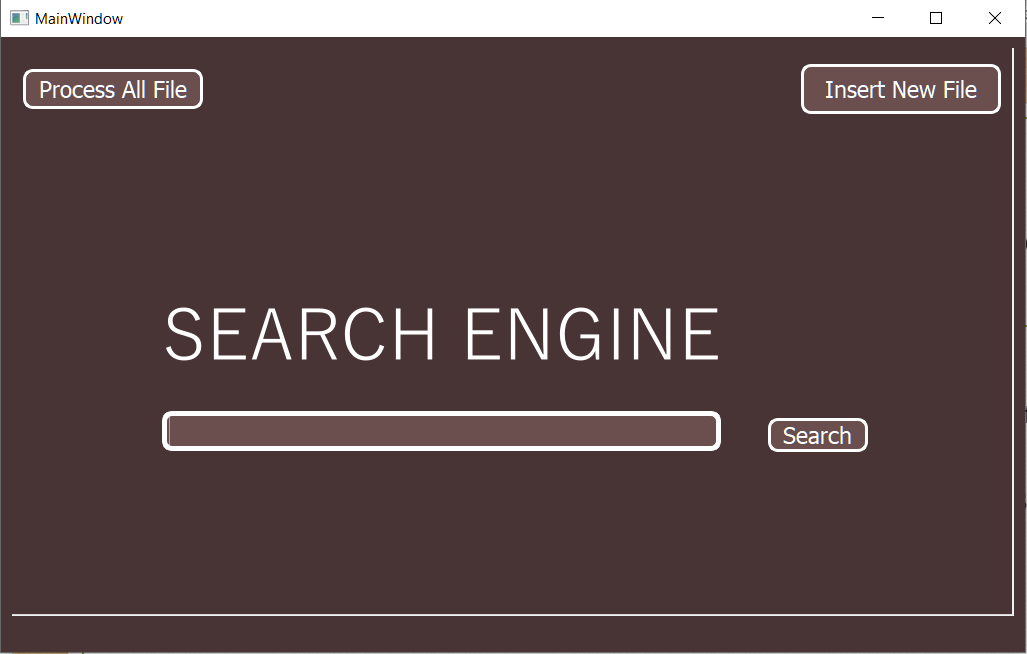 MainWindow
Process All File
Insert New File
SEARCH ENGINE
Search